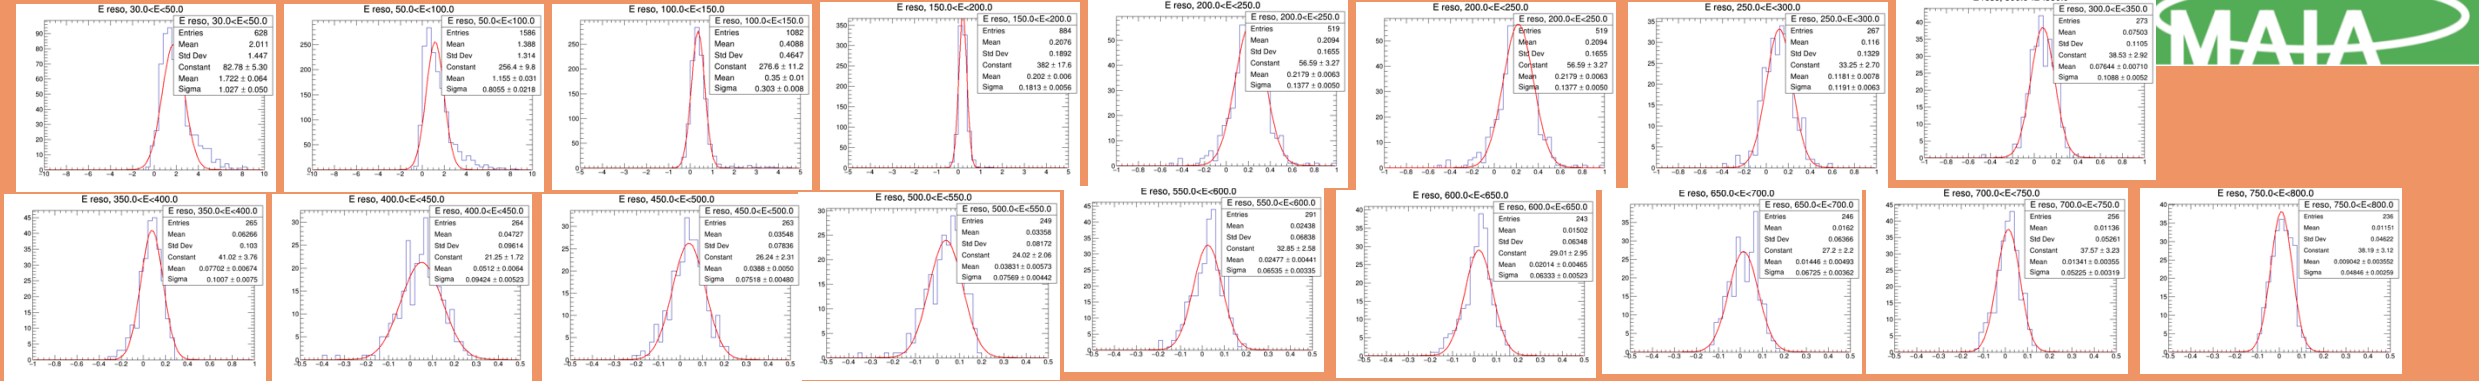 E reso, 30.0<E<50.0
E reso, 30.0<E<50.0
Entries 628
Mean 2.011
Std Dev 1.447
Constant 82.78 ± 5.30
Mean 1.722 ± 0.064
Sigma 1.027 ± 0.050
E reso, 50.0<E<100.0
E reso, 50.0<E<100.0
Entries 1586
Mean 1.388
Std Dev 1.314
Constant 256.4 ± 9.8
Mean 1.155 ± 0.031
Sigma 0.8055 ± 0.0218
E reso, 100.0<E<150.0
E reso, 100.0<E<150.0
Entries 1082
Mean 0.4088
Std Dev 0.4647
Constant 276.6 ± 11.2
Mean 0.35 ± 0.01
Sigma 0.303 ± 0.008
E reso, 150.0<E<200.0
E reso, 150.0<E<200.0
Entries 884
Mean 0.2076
Std Dev 0.1892
Constant 382 ± 17.6
Mean 0.202 ± 0.006
Sigma 0.1813 ± 0.0056
E reso, 200.0<E<250.0
E reso, 200.0<E<250.0
Entries 519
Mean 0.2094
Std Dev 0.1655
Constant 56.59 ± 3.27
Mean 0.2179 ± 0.0063
Sigma 0.1377 ± 0.0050
E reso, 200.0<E<250.0
E reso, 200.0<E<250.0
Entries 519
Mean 0.2094
Std Dev 0.1655
Constant 56.59 ± 3.27
Mean 0.2179 ± 0.0063
Sigma 0.1377 ± 0.0050
E reso, 250.0<E<300.0
E reso, 250.0<E<300.0
Entries 267
Mean 0.116
Std Dev 0.1329
Constant 33.25 ± 2.70
Mean 0.1181 ± 0.0078
Sigma 0.1191 ± 0.0063
E reso, 300.0<E<350.0
Entries 273
Mean 0.07503
Std Dev 0.1105
Constant 38.53 ± 2.92
Mean 0.07644 ± 0.00710
Sigma 0.1088 ± 0.0052
MAIA
E reso, 350.0<E<400.0
E reso, 350.0<E<400.0
Entries 265
Mean 0.06266
Std Dev 0.103
Constant 41.02 ± 3.76
Mean 0.07702 ± 0.00674
Sigma 0.1007 ± 0.0075
E reso, 400.0<E<450.0
E reso, 400.0<E<450.0
Entries 264
Mean 0.04727
Std Dev 0.09614
Constant 21.25 ± 1.72
Mean 0.0512 ± 0.0064
Sigma 0.09424 ± 0.00523
E reso, 450.0<E<500.0
E reso, 450.0<E<500.0
Entries 263
Mean 0.03548
Std Dev 0.07836
Constant 26.24 ± 2.31
Mean 0.0388 ± 0.0050
Sigma 0.07518 ± 0.00480
E reso, 500.0<E<550.0
E reso, 500.0<E<550.0
Entries 249
Mean 0.03358
Std Dev 0.08172
Constant 24.02 ± 2.06
Mean 0.03831 ± 0.00573
Sigma 0.07569 ± 0.00442
E reso, 550.0<E<600.0
E reso, 550.0<E<600.0
Entries 291
Mean 0.02438
Std Dev 0.06838
Constant 32.85 ± 2.58
Mean 0.02477 ± 0.00441
Sigma 0.06535 ± 0.00335
E reso, 600.0<E<650.0
E reso, 600.0<E<650.0
Entries 243
Mean 0.01502
Std Dev 0.06348
Constant 29.01 ± 2.95
Mean 0.02014 ± 0.00465
Sigma 0.06333 ± 0.00523
E reso, 650.0<E<700.0
E reso, 650.0<E<700.0
Entries 246
Mean 0.0162
Std Dev 0.06366
Constant 27.2 ± 2.2
Mean 0.01446 ± 0.00493
Sigma 0.06725 ± 0.00362
E reso, 700.0<E<750.0
E reso, 700.0<E<750.0
Entries 256
Mean 0.01136
Std Dev 0.05261
Constant 37.57 ± 3.23
Mean 0.01341 ± 0.00355
Sigma 0.05225 ± 0.00319
E reso, 750.0<E<800.0
E reso, 750.0<E<800.0
Entries 236
Mean 0.01151
Std Dev 0.04622
Constant 38.19 ± 3.12
Mean 0.009042 ± 0.003552
Sigma 0.04846 ± 0.00259